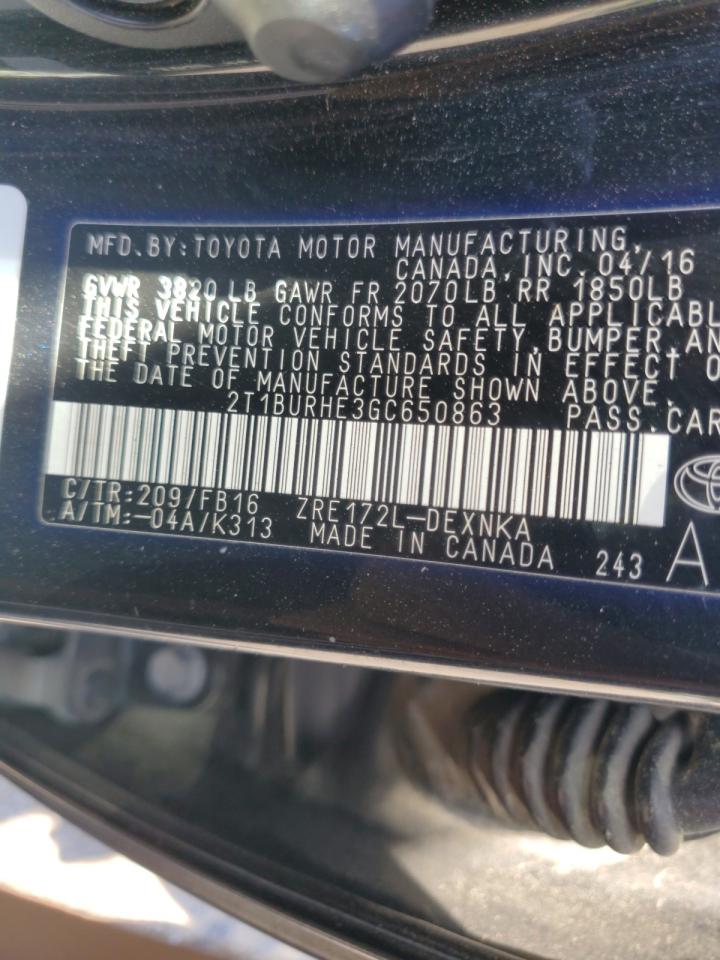 MFD. BY: TOYOTA MOTOR MANUFACTURING,
CANADA, INC. 04/16
GVWR 3820 LB GAWR FR 2070LB RR 1850LB
THIS VEHICLE CONFORMS TO ALL APPLICABL
FEDERAL MOTOR VEHICLE SAFETY, BUMPER AN
THEFT PREVENTION STANDARDS IN EFFECT O
THE DATE OF MANUFACTURE SHOWN ABOVE.
2T1BURHE3GC650863 PASS.CAR
C/TR: 209/FB16 ZRE172L-DEXNKA
A/TM: -04A/K313 MADE IN CANADA 243 A